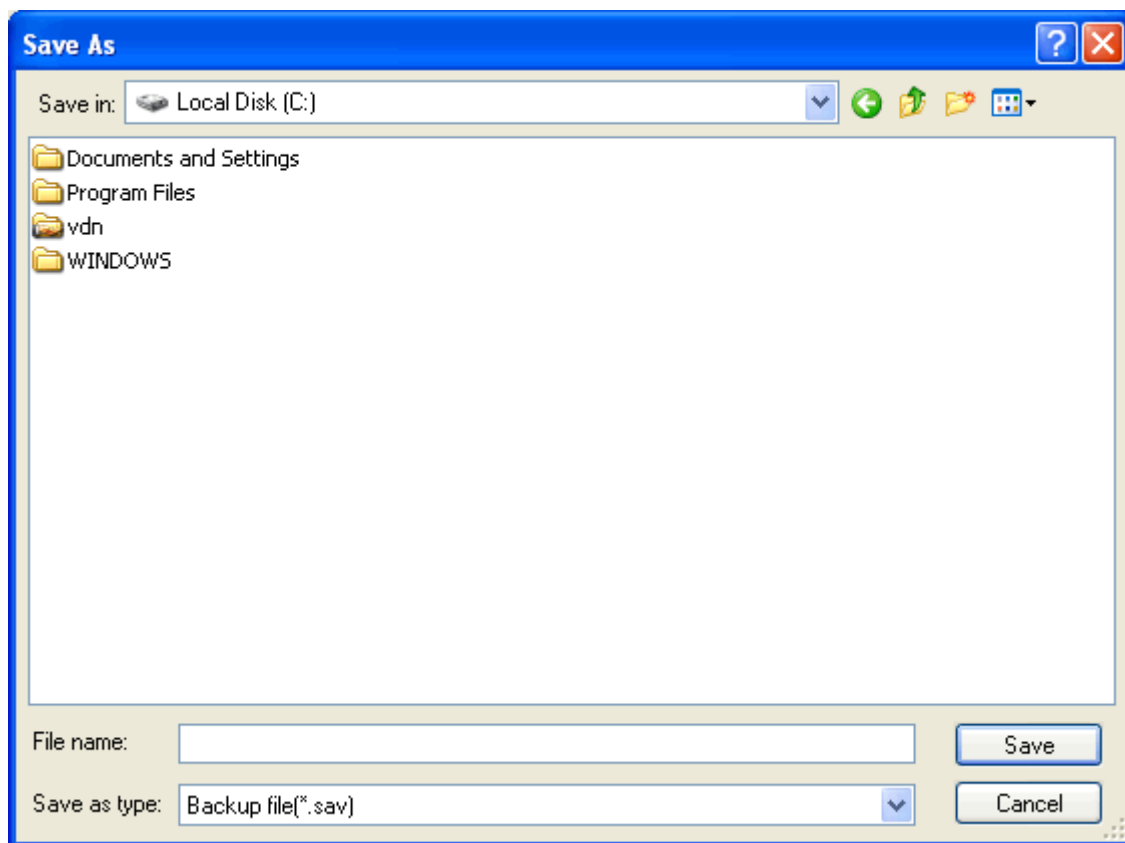 Save As
?
Save in: Local Disk (C:)
Documents and Settings
Program Files
vdn
WINDOWS
File name:
Save
Save as type: Backup file(*.sav)
Cancel